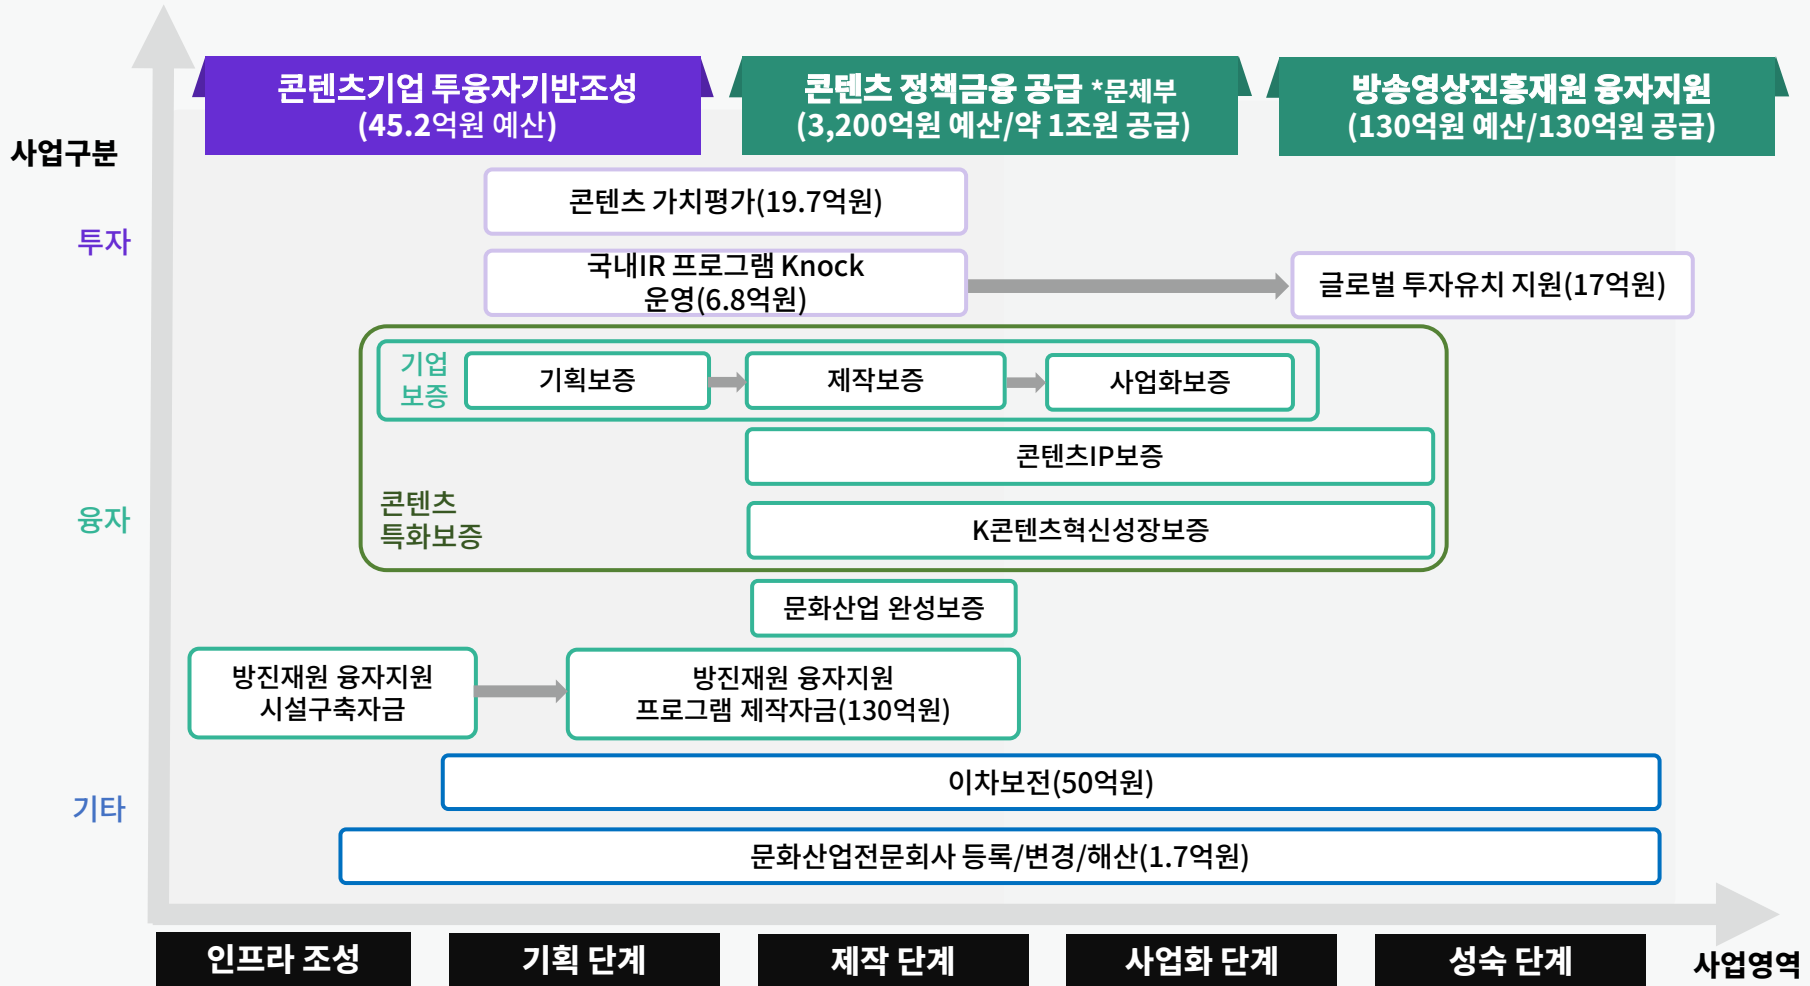 콘텐츠기업 투융자기반조성
(45.2억원 예산)
콘텐츠 정책금융 공급 *문체부
(3,200억원 예산/약 1조원 공급)
방송영상진흥재원 융자지원
(130억원 예산/130억원 공급)
사업구분
투자
콘텐츠 가치평가(19.7억원)
국내IR 프로그램 Knock
운영(6.8억원)
글로벌 투자유치 지원(17억원)
융자
기업
보증
기획보증
제작보증
사업화보증
콘텐츠IP보증
콘텐츠
특화보증
K콘텐츠혁신성장보증
문화산업 완성보증
방진재원 융자지원
시설구축자금
방진재원 융자지원
프로그램 제작자금(130억원)
기타
이차보전(50억원)
문화산업전문회사 등록/변경/해산(1.7억원)
인프라 조성
기획 단계
제작 단계
사업화 단계
성숙 단계
사업영역